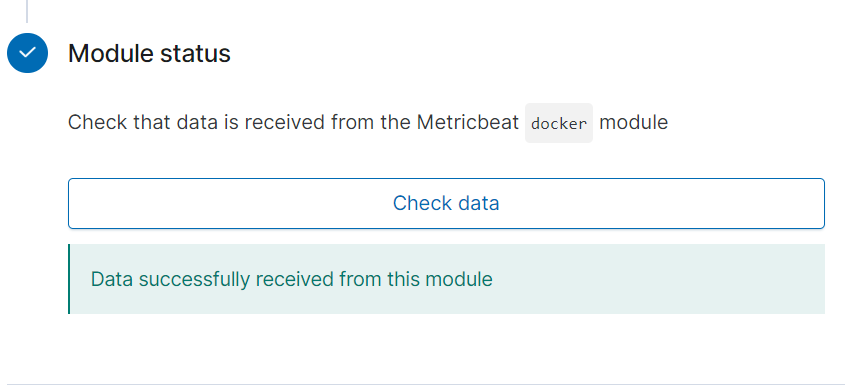 Module status
Check that data is received from the Metricbeat docker module
Check data
Data successfully received from this module